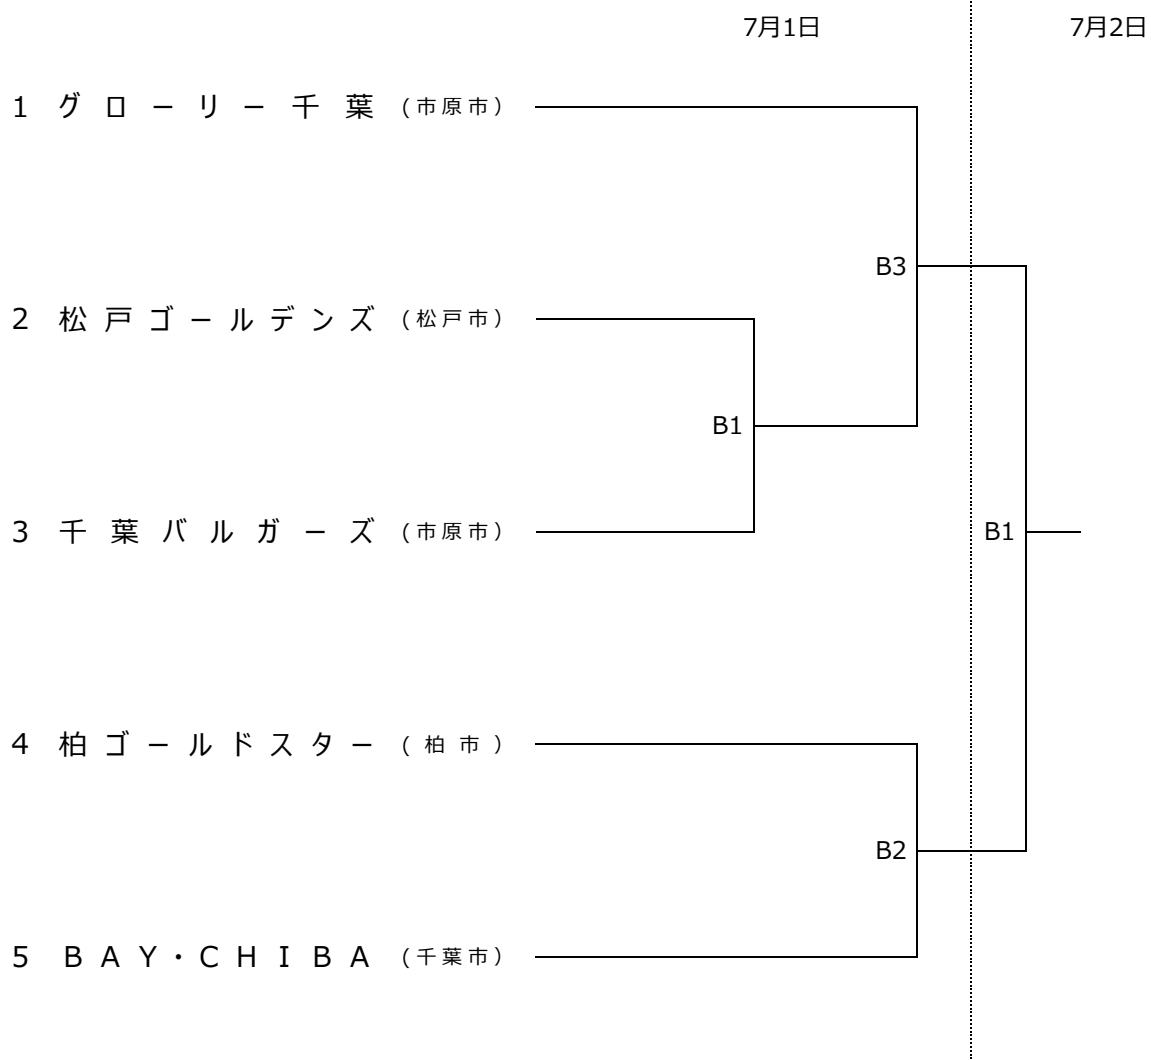 7月1日 7月2日
1 グローリー千葉 (市原市)
B3
2 松戸ゴールデンズ (松戸市)
B1
3 千葉バルガーズ (市原市) B1
4 柏ゴールドスター (柏市)
B2
5 BAY・CHIBA (千葉市)